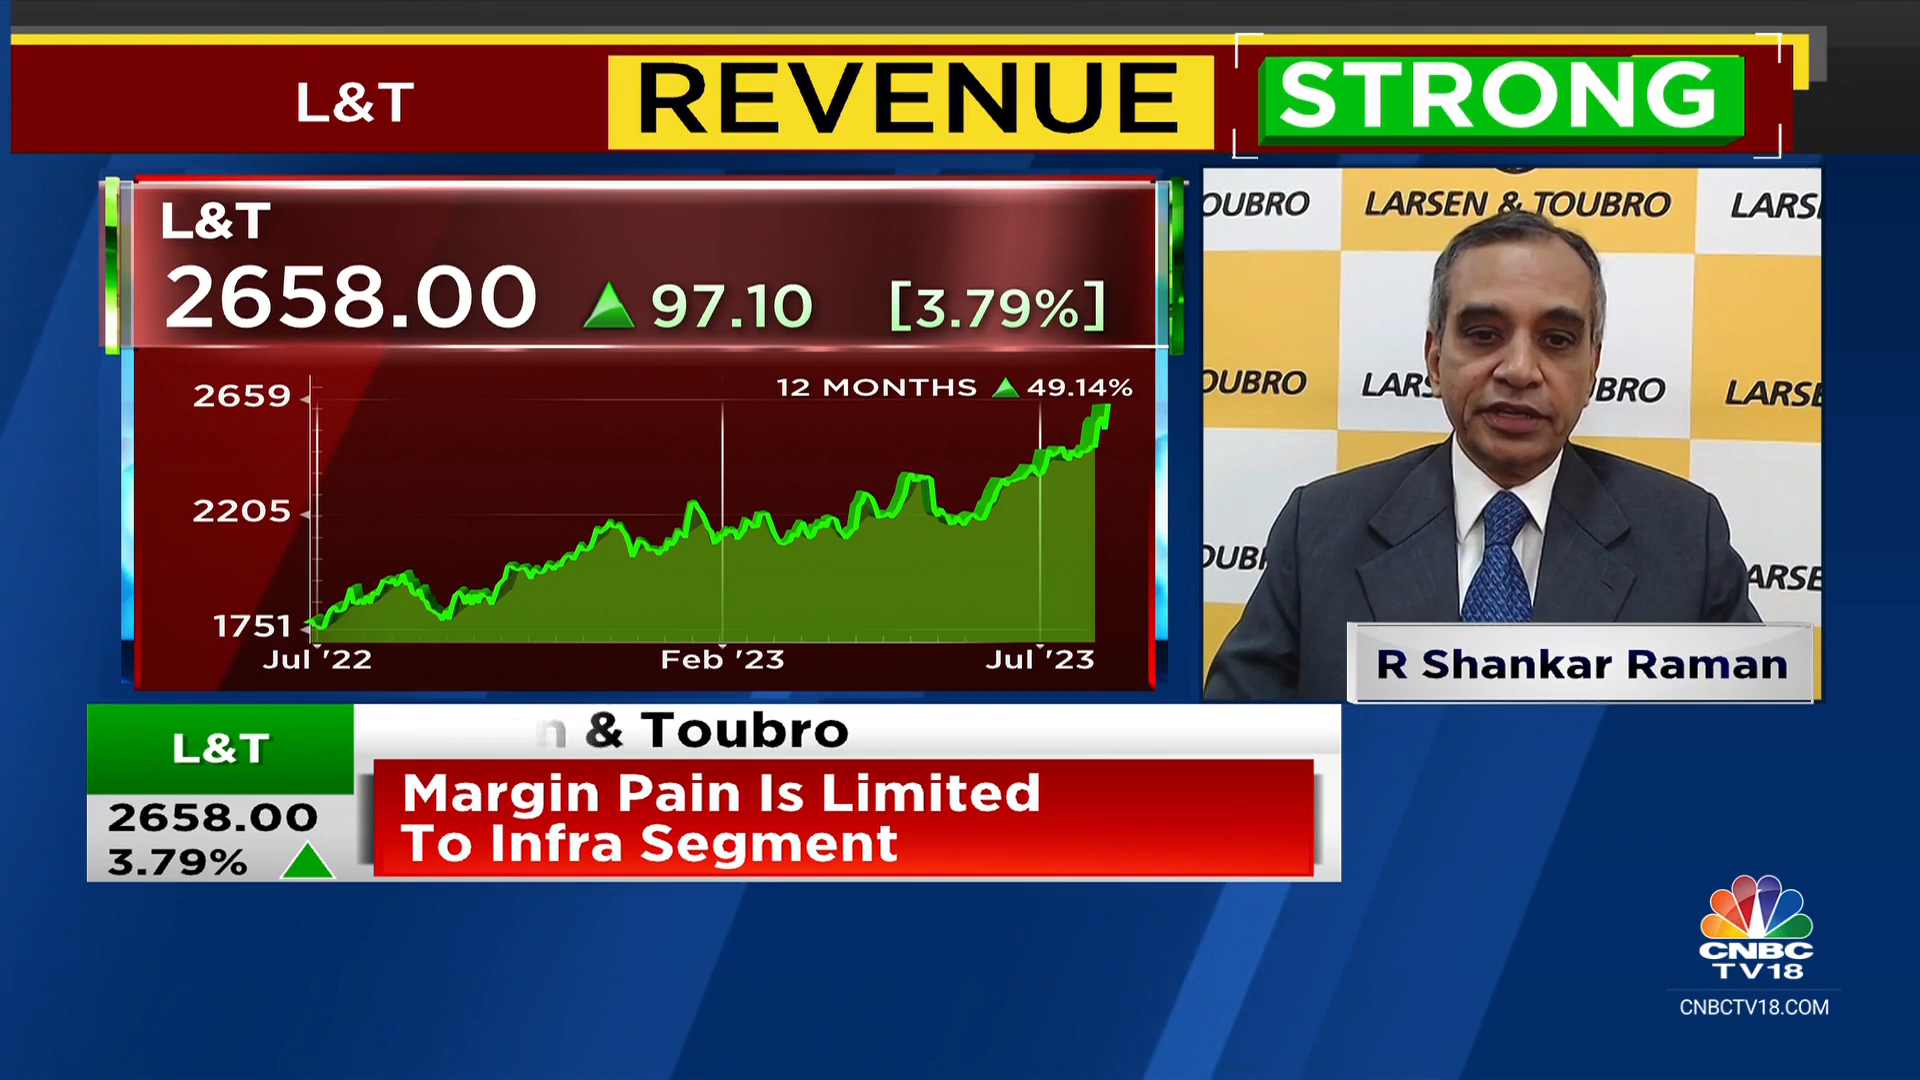 L&T REVENUE STRONG
L&T
2658.00 97.10 [3.79%]
12 MONTHS 49.14%
2659
2205
1751
Jul '22 Feb '23 Jul '23
OUBRO LARSEN & TOUBRO LARS
OUBRO LARS BRO LARSE
OUB ARSE
R Shankar Raman
L&T
2658.00
3.79%
n & Toubro
Margin Pain Is Limited
To Infra Segment
CNBC
TV18
CNBCTV18.COM